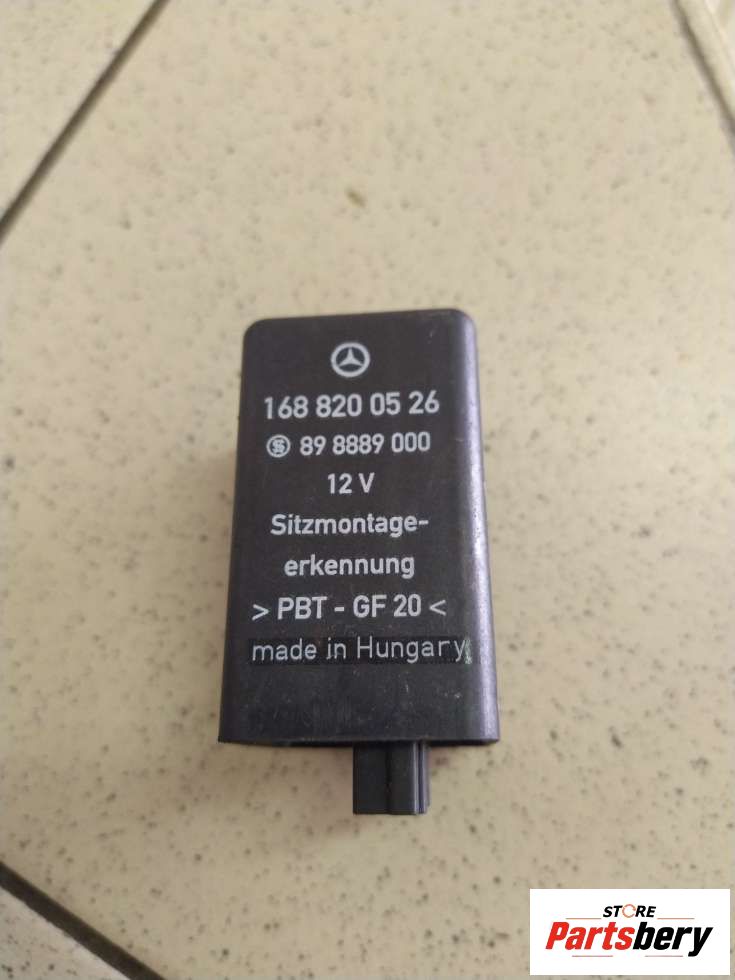 168 820 05 26
89 8889 000
12 V
Sitzmontage-
erkennung
> PBT - GF 20 <
made in Hungary
STORE
Partsbery